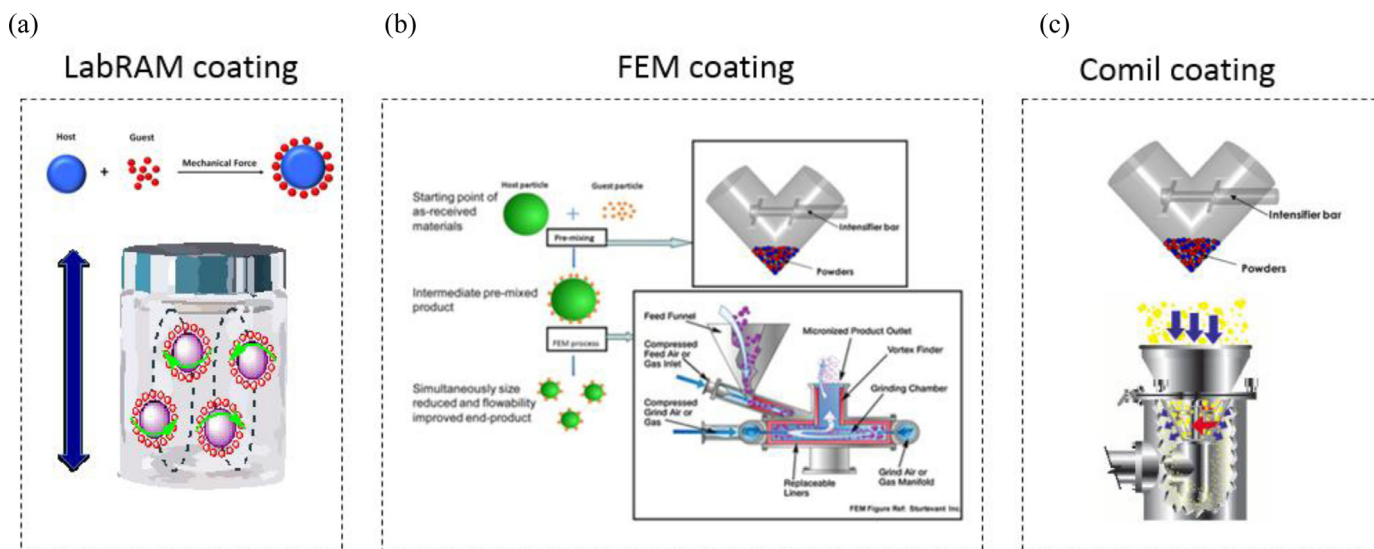 (a)
LabRAM coating
Host
Guest
+
Mechanical Force
(b)
FEM coating
Starting point of
as-received
materials
Host particle
+
Guest particle
Pre-mixing
Intermediate pre-mixed
product
FEM process
Simultaneously size
reduced and flowability
improved end-product
Intensifier bar
Powders
Feed Funnel
Compressed
Feed Air or
Gas Inlet
Compressed
Grind Air or
Gas
Micronized Product Outlet
Vortex Finder
Grinding Chamber
Replaceable
Liners
Grind Air or
Gas Manifold
FEM Figure Ref: Sturtevant Inc
(c)
Comil coating
Intensifier bar
Powders